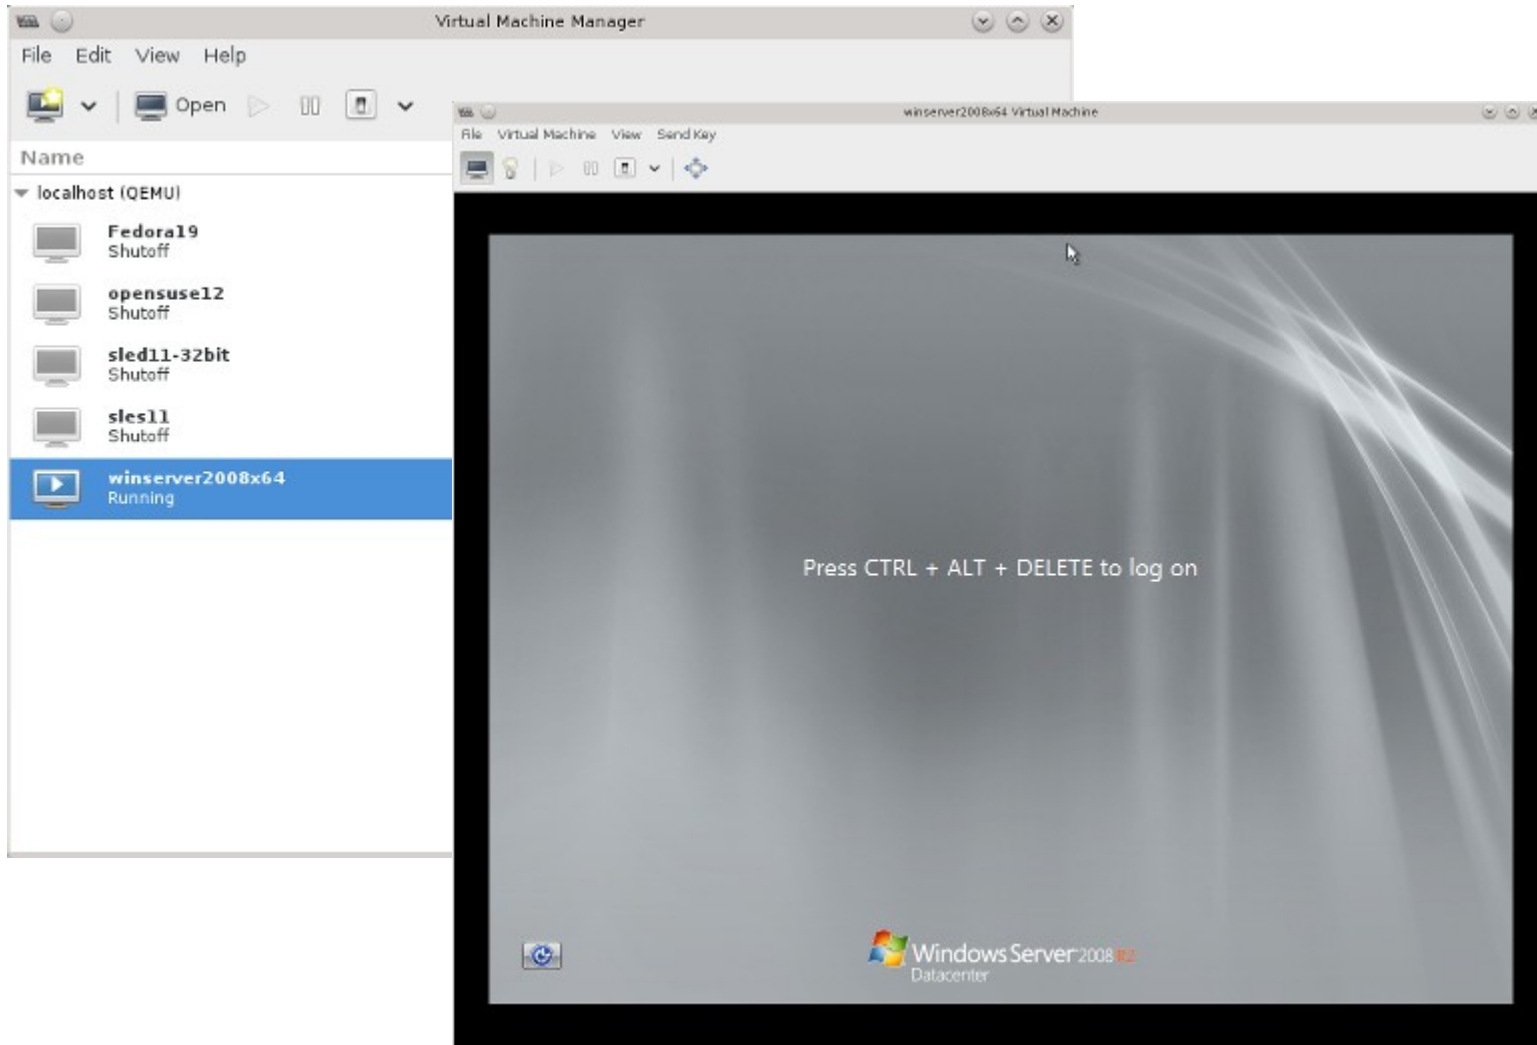 Virtual Machine Manager
File Edit View Help
Open
Name
localhost (QEMU)
Fedora19
Shutoff
opensuse12
Shutoff
sled11-32bit
Shutoff
sles11
Shutoff
winserver2008x64
Running
winserver2008x64 Virtual Machine
File Virtual Machine View Send Key
Press CTRL + ALT + DELETE to log on
Windows Server 2008 R2
Datacenter